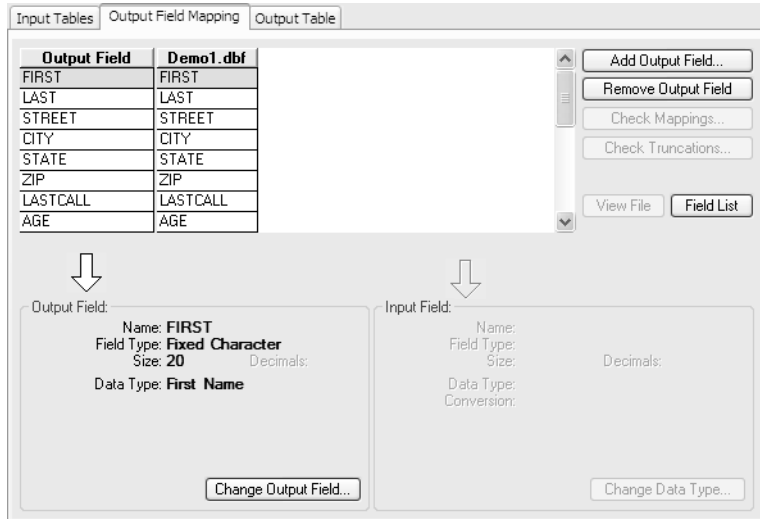 Input Tables Output Field Mapping Output Table
Output Field Demo1.dbf
FIRST FIRST
LAST LAST
STREET STREET
CITY CITY
STATE STATE
ZIP ZIP
LASTCALL LASTCALL
AGE AGE
Add Output Field...
Remove Output Field
Check Mappings...
Check Truncations...
View File Field List
Output Field:
Name: FIRST
Field Type: Fixed Character
Size: 20 Decimals:
Data Type: First Name
Change Output Field...
Input Field:
Name:
Field Type:
Size: Decimals:
Data Type:
Conversion:
Change Data Type...